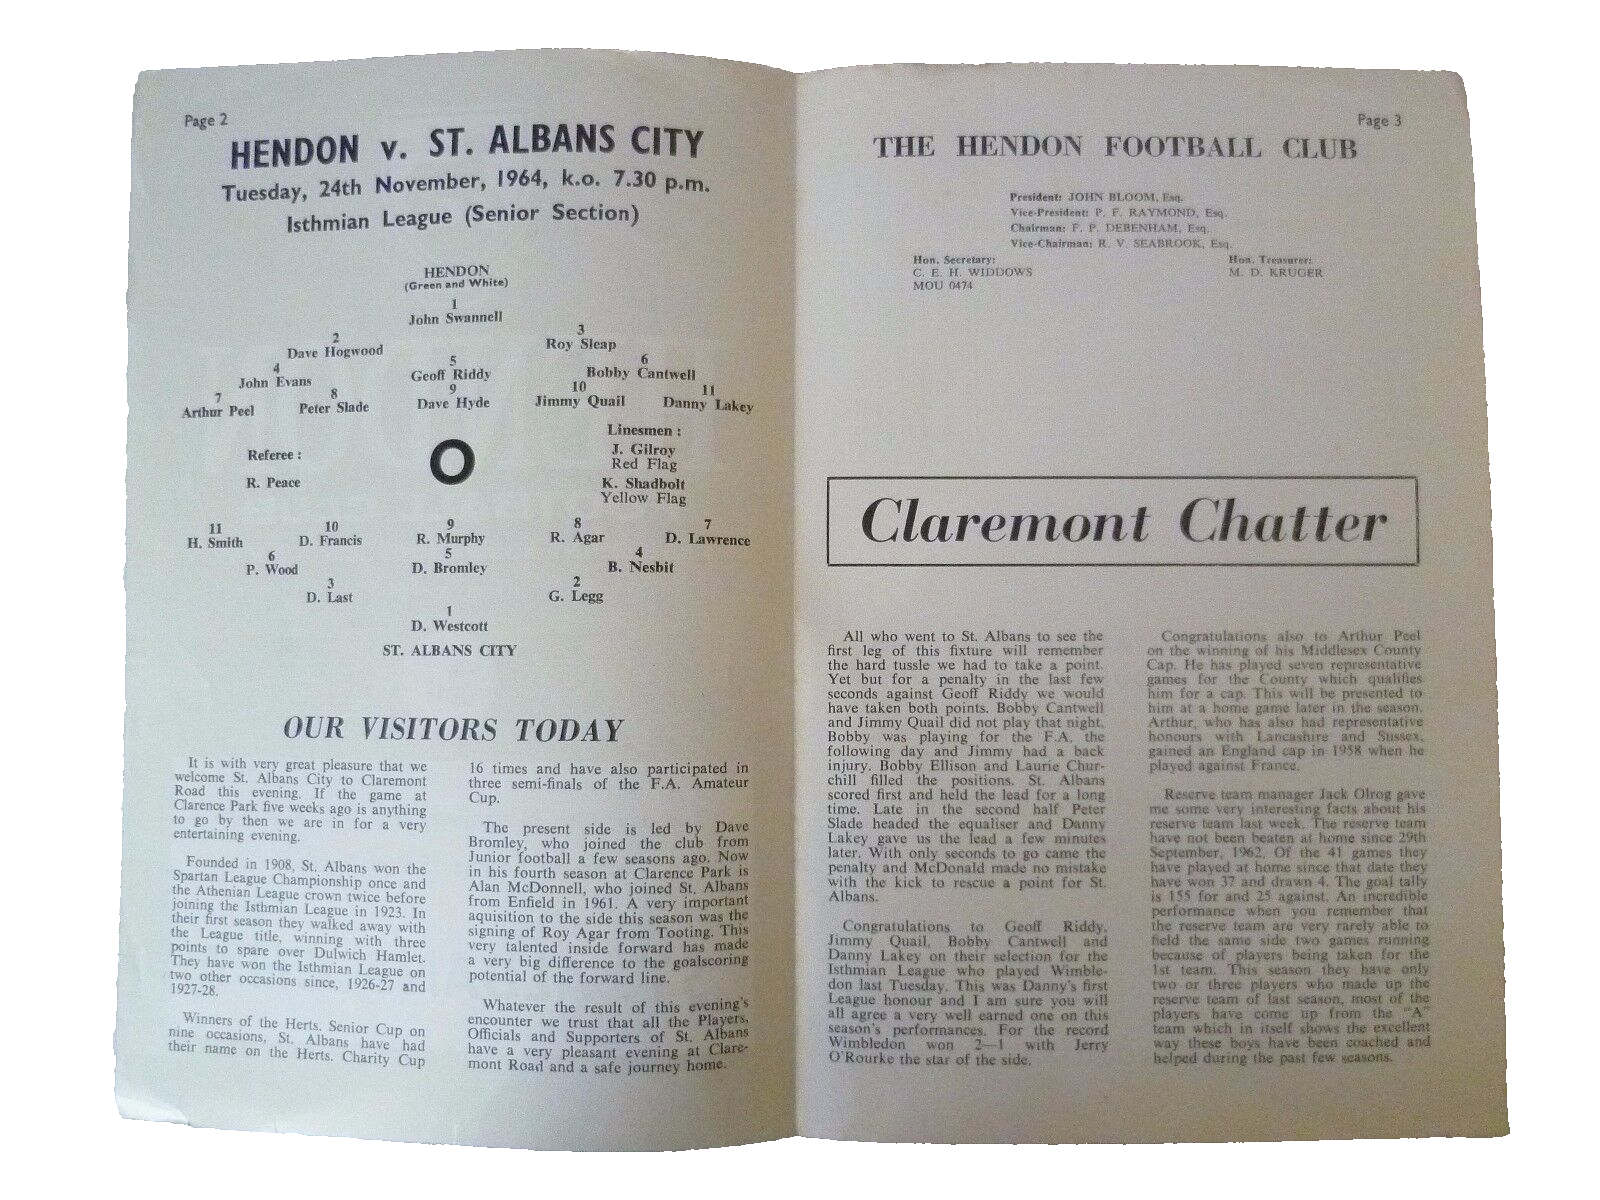 Page 2
HENDON v. ST. ALBANS CITY
Tuesday, 24th November, 1964, k.o. 7.30 p.m.
Isthmian League (Senior Section)
HENDON
(Green and White)
1
John Swannell
2 3
Dave Hogwood Roy Sleap
4 5 6
John Evans Geoff Riddy Bobby Cantwell
7 8 9 10 11
Arthur Peel Peter Slade Dave Hyde Jimmy Quail Danny Lakey
Referee :
R. Peace
O
Linesmen :
J. Gilroy
Red Flag
K. Shadbolt
Yellow Flag
11 10 9 8 7
H. Smith D. Francis R. Murphy R. Agar D. Lawrence
6 5 4
P. Wood D. Bromley B. Nesbit
3 2
D. Last G. Legg
1
D. Westcott
ST. ALBANS CITY
OUR VISITORS TODAY
It is with very great pleasure that we
welcome St. Albans City to Claremont
Road this evening. If the game at
Clarence Park five weeks ago is anything
to go by then we are in for a very
entertaining evening.
Founded in 1908, St. Albans won the
Spartan League Championship once and
the Athenian League crown twice before
joining the Isthmian League in 1923. In
their first season they walked away with
the League title, winning with three
points to spare over Dulwich Hamlet.
They have won the Isthmian League on
two other occasions since, 1926-27 and
1927-28.
Winners of the Herts. Senior Cup on
nine occasions, St. Albans have had
their name on the Herts. Charity Cup
16 times and have also participated in
three semi-finals of the F.A. Amateur
Cup.
The present side is led by Dave
Bromley, who joined the club from
Junior football a few seasons ago. Now
in his fourth season at Clarence Park is
Alan McDonnell, who joined St. Albans
from Enfield in 1961. A very important
aquisition to the side this season was the
signing of Roy Agar from Tooting. This
very talented inside forward has made
a very big difference to the goalscoring
potential of the forward line.
Whatever the result of this evening's
encounter we trust that all the Players,
Officials and Supporters of St. Albans
have a very pleasant evening at Clare-
mont Road and a safe journey home.
Page 3
THE HENDON FOOTBALL CLUB
President: JOHN BLOOM, Esq.
Vice-President: P. F. RAYMOND, Esq.
Chairman: F. P. DEBENHAM, Esq.
Vice-Chairman: R. V. SEABROOK, Esq.
Hon. Secretary:
C. E. H. WIDDOWS
MOU 0474
Hon. Treasurer:
M. D. KRUGER
Claremont Chatter
All who went to St. Albans to see the
first leg of this fixture will remember
the hard tussle we had to take a point.
Yet but for a penalty in the last few
seconds against Geoff Riddy we would
have taken both points. Bobby Cantwell
and Jimmy Quail did not play that night,
Bobby was playing for the F.A. the
following day and Jimmy had a back
injury. Bobby Ellison and Laurie Chur-
chill filled the positions. St. Albans
scored first and held the lead for a long
time. Late in the second half Peter
Slade headed the equaliser and Danny
Lakey gave us the lead a few minutes
later. With only seconds to go came the
penalty and McDonald made no mistake
with the kick to rescue a point for St.
Albans.
Congratulations to Geoff Riddy,
Jimmy Quail, Bobby Cantwell and
Danny Lakey on their selection for the
Isthmian League who played Wimble-
don last Tuesday. This was Danny's first
League honour and I am sure you will
all agree a very well earned one on this
season's performances. For the record
Wimbledon won 2—1 with Jerry
O'Rourke the star of the side.
Congratulations also to Arthur Peel
on the winning of his Middlesex County
Cap. He has played seven representative
games for the County which qualifies
him for a cap. This will be presented to
him at a home game later in the season.
Arthur, who has also had representative
honours with Lancashire and Sussex,
gained an England cap in 1958 when he
played against France.
Reserve team manager Jack Olrog gave
me some very interesting facts about his
reserve team last week. The reserve team
have not been beaten at home since 29th
September, 1962. Of the 41 games they
have played at home since that date they
have won 37 and drawn 4. The goal tally
is 155 for and 25 against. An incredible
performance when you remember that
the reserve team are very rarely able to
field the same side two games running
because of players being taken for the
1st team. This season they have only
two or three players who made up the
reserve team of last season, most of the
players have come up from the "A"
team which in itself shows the excellent
way these boys have been coached and
helped during the past few seasons.